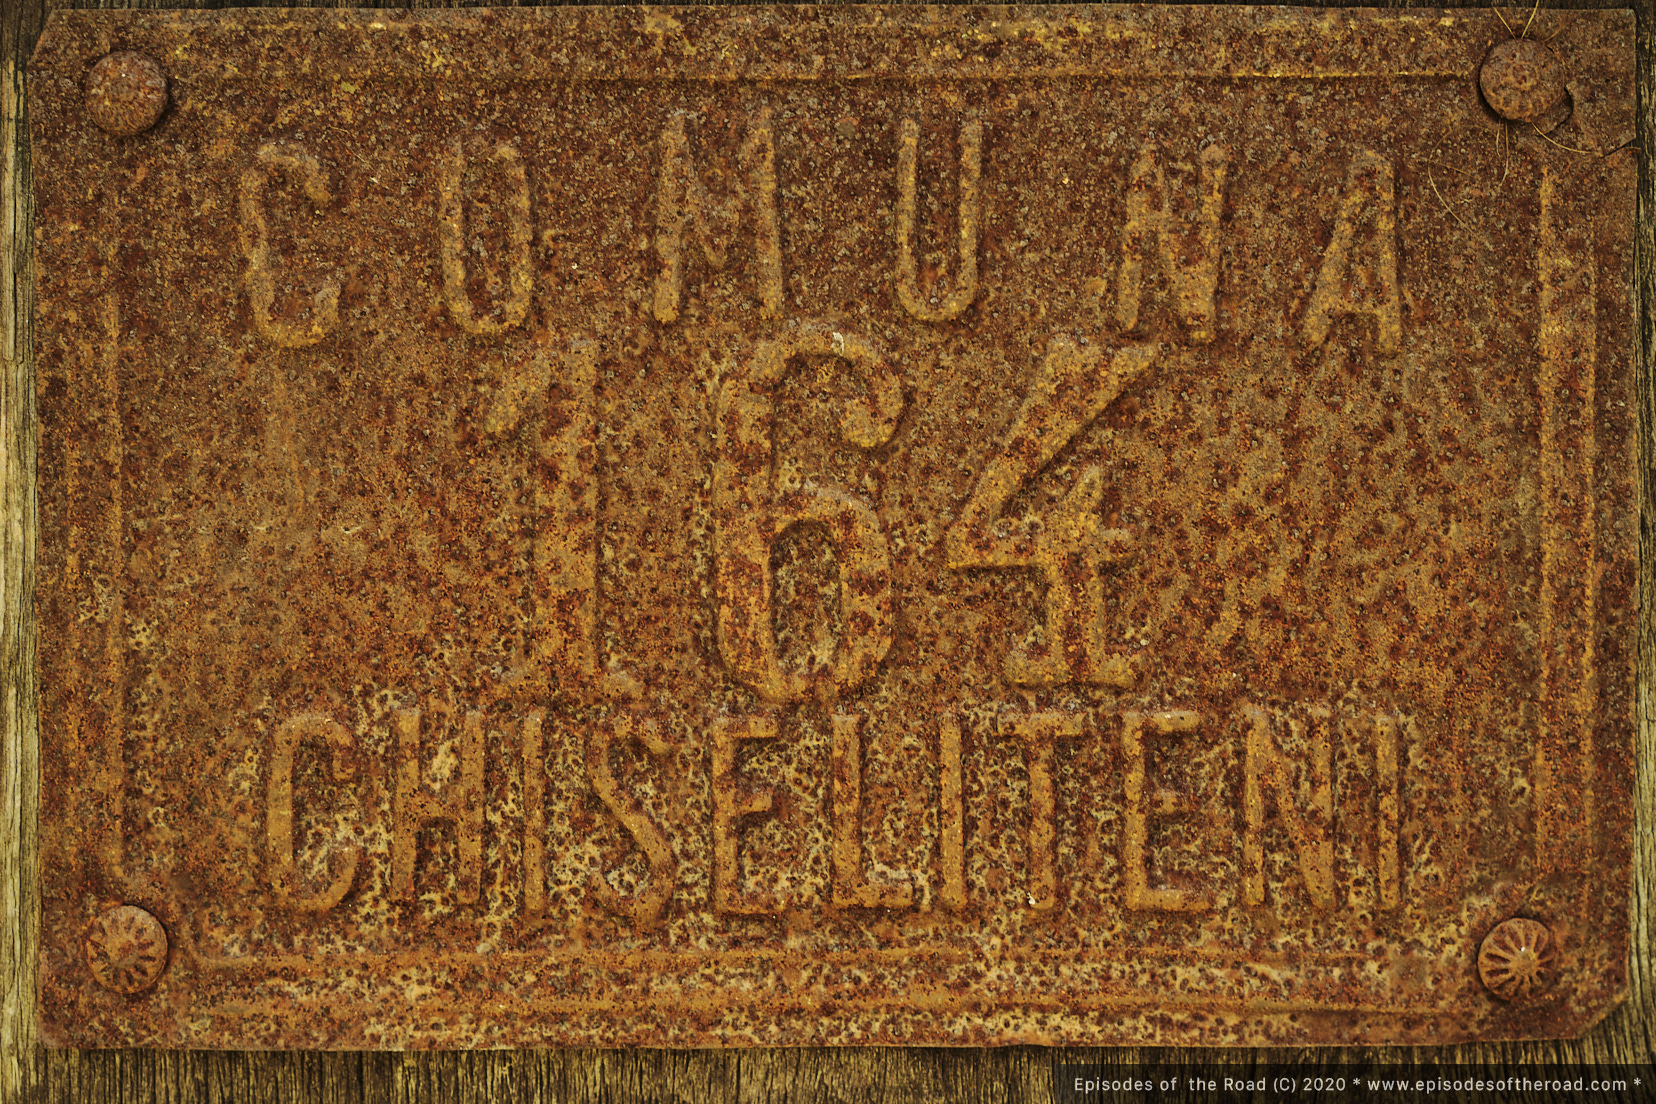 COMUNA
164
CHISELITENI
Episodes of the Road (C) 2020 * www.episodesoftheroad.com *